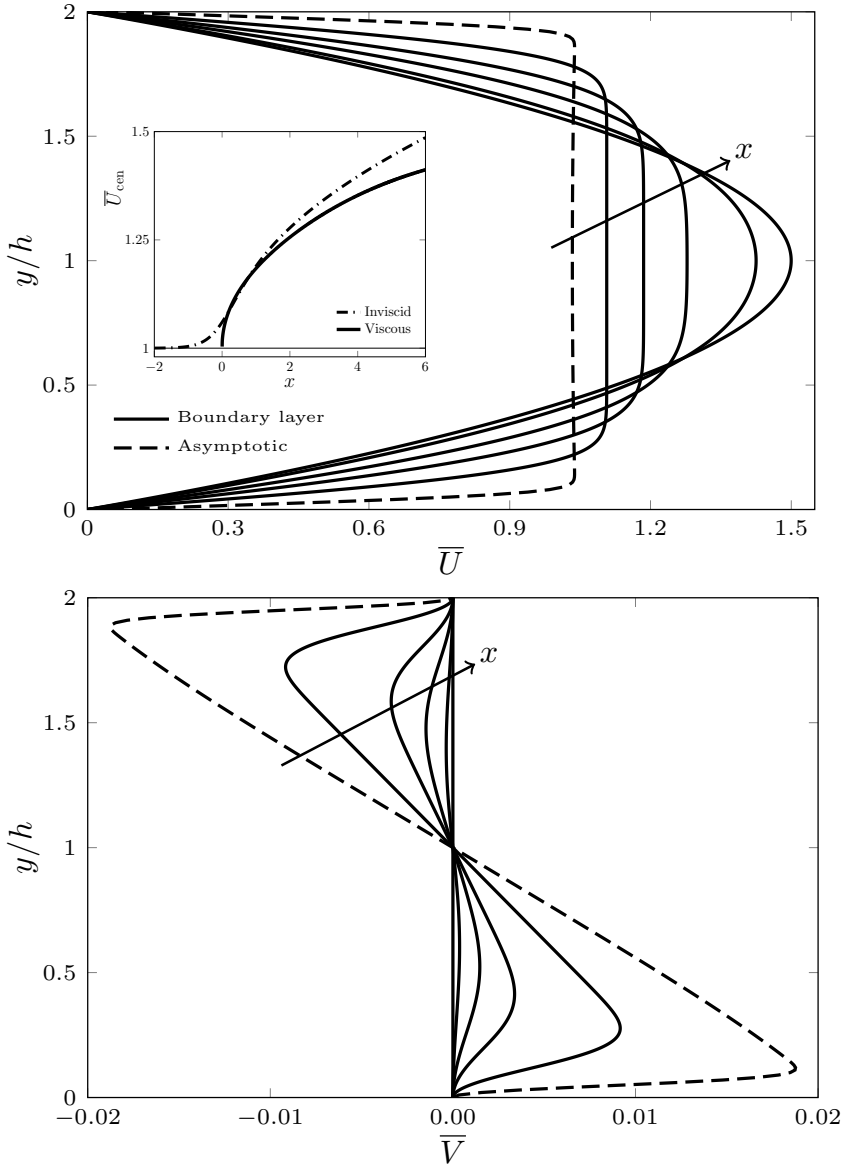 2
1.5
1
0.5
0
y/h
0
0.3
0.6
0.9
1.2
1.5
U
x
1.5
1.25
1
U cen
−2
0
2
4
6
x
Inviscid
Viscous
Boundary layer
Asymptotic
2
1.5
1
0.5
0
y/h
x
−0.02
−0.01
0.00
0.01
0.02
V